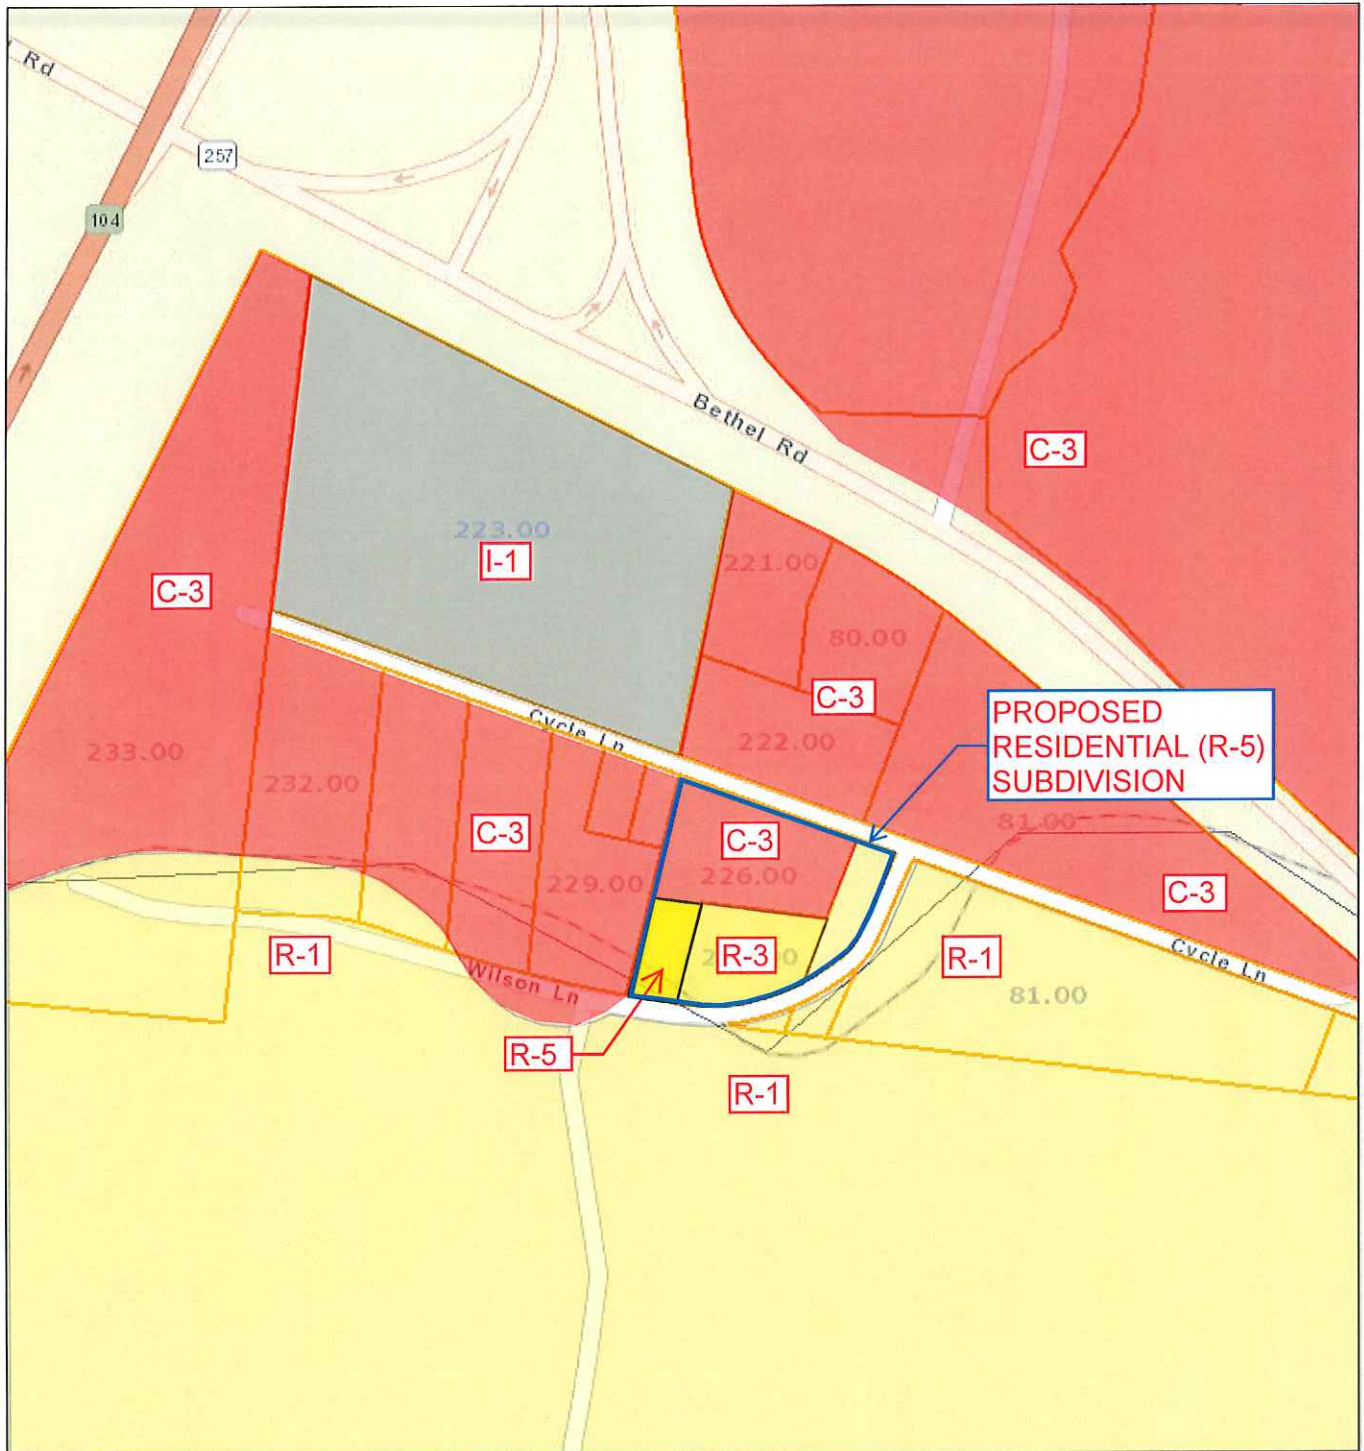 Rd
257
104
Bethel Rd
C-3
223.00
I-1
221.00
C-3
80.00
C-3
PROPOSED
RESIDENTIAL (R-5)
SUBDIVISION
Cycle Ln
222.00
233.00
232.00
81.00
C-3
C-3
226.00
229.00
C-3
R-1
R-3
R-1
Cycle Ln
Wilson Ln
81.00
R-5
R-1